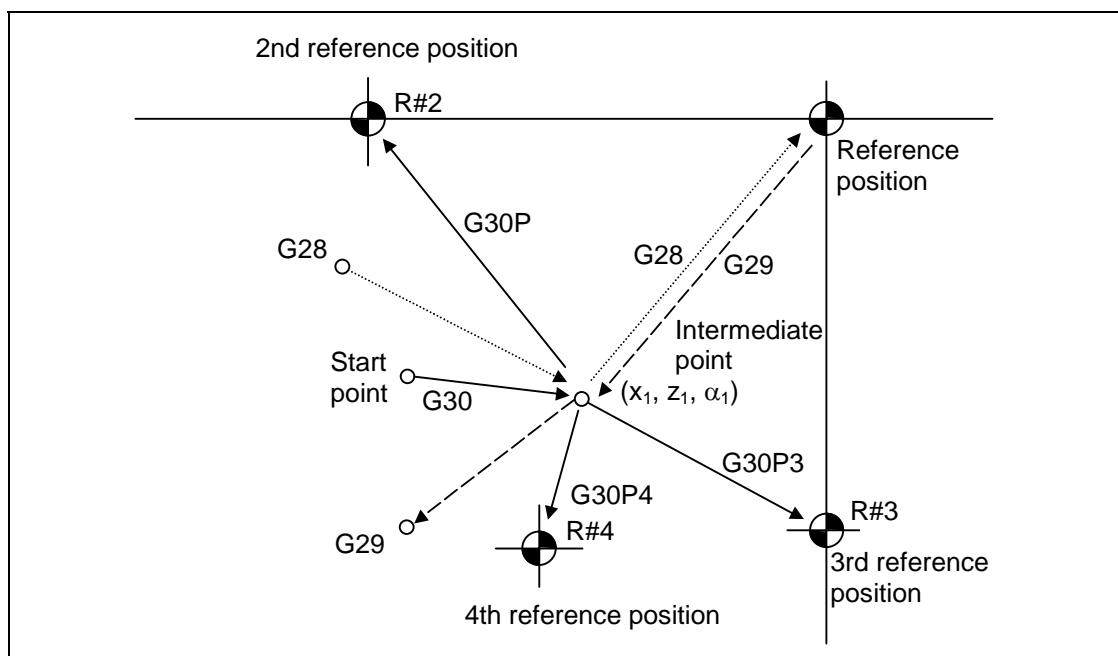 2nd reference position
R#2
Reference
position
G30P
G28
G28
G29
Intermediate
point
(x₁, z₁, α₁)
Start
point
G30
G30P3
G30P4
G29
R#4
R#3
3rd reference
position
4th reference position